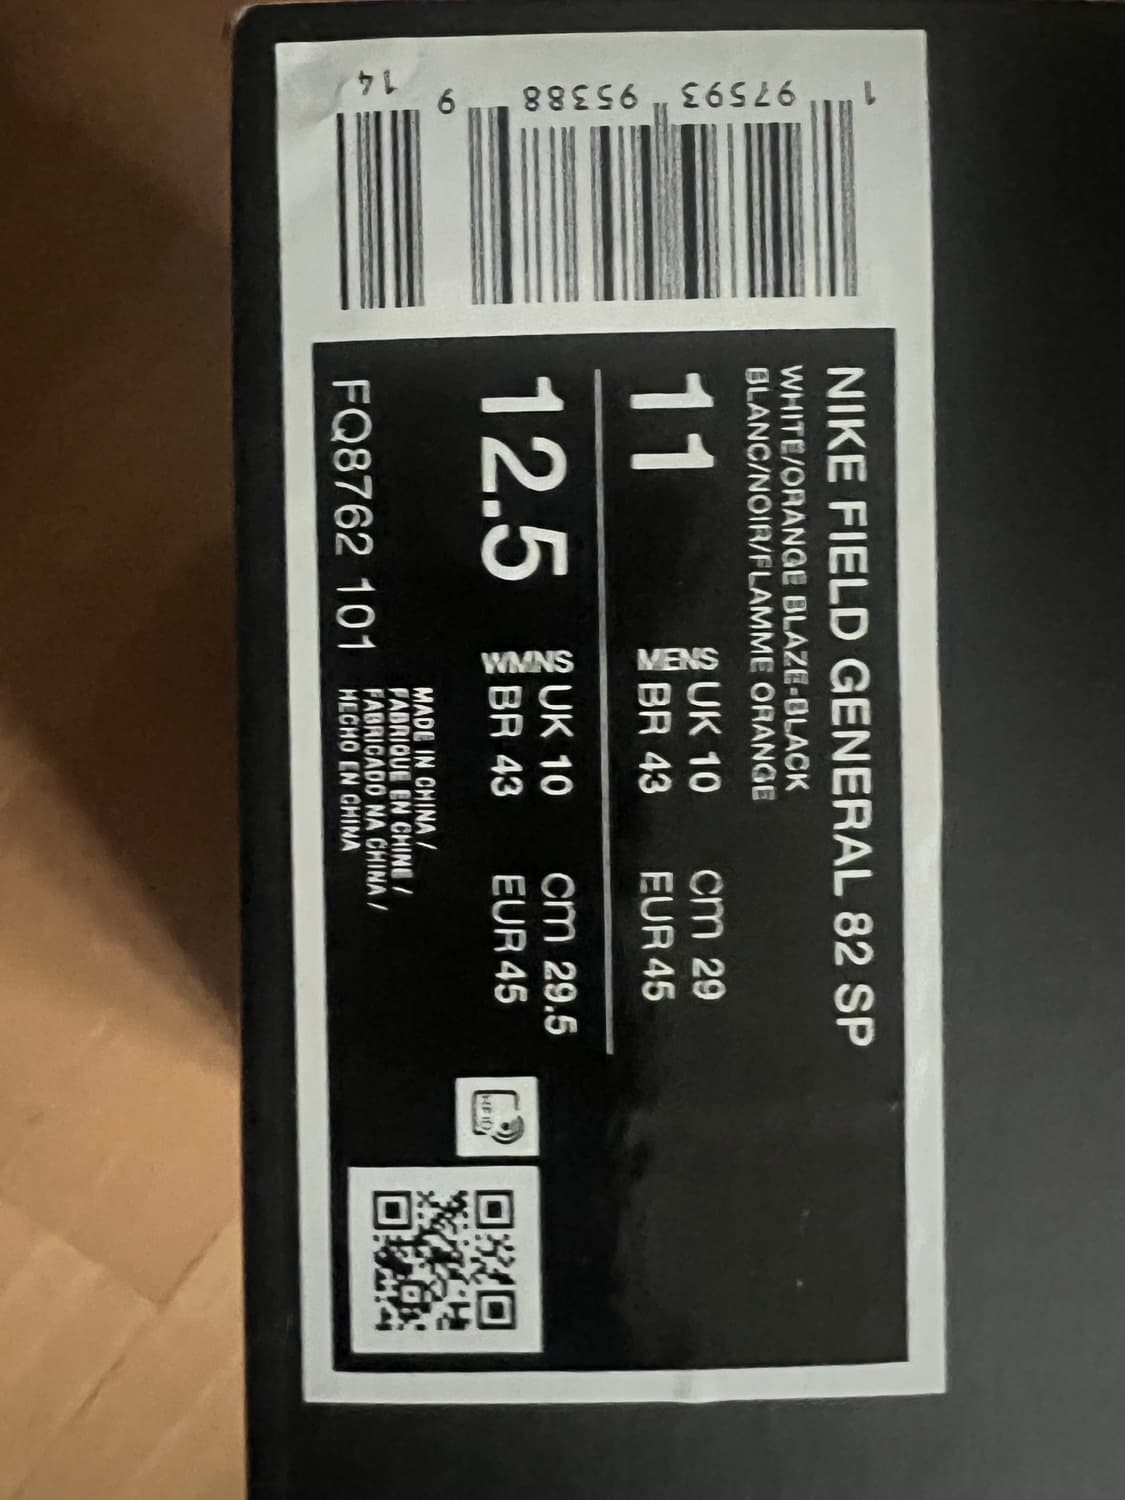 NIKE FIELD GENERAL 82 SP
WHITE/ORANGE BLAZE-BLACK
BLANC/NOIR/FLAMME ORANGE
11
MENS
UK 10 cm 29
BR 43 EUR 45
12.5
WMNS
UK 10 cm 29.5
BR 43 EUR 45
FQ8762 101
MADE IN CHINA /
FABRIQUE EN CHINE /
FABRICADO NA CHINA /
HECHO EN CHINA
RFID
1 97593 95388 9 14